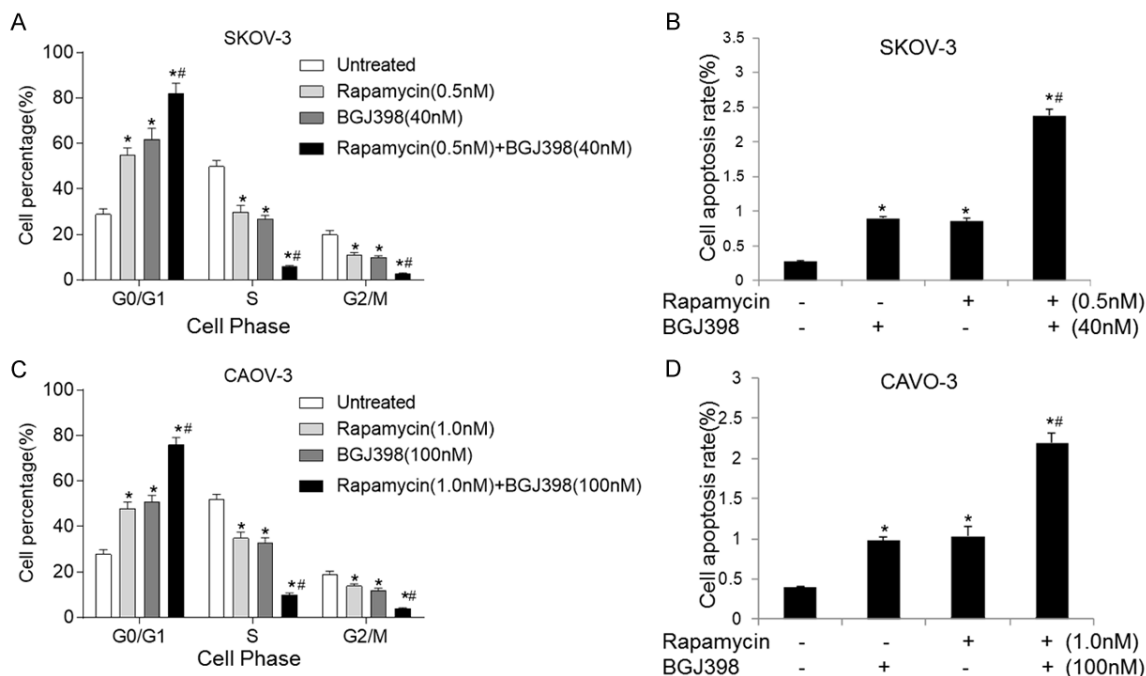 A
SKOV-3
100
80
60
40
20
0
Cell percentage(%)
Untreated
Rapamycin(0.5nM)
BGJ398(40nM)
Rapamycin(0.5nM)+BGJ398(40nM)
* * *#
* * *#
* * *#
G0/G1 S G2/M
Cell Phase
B
SKOV-3
3.5
3
2.5
2
1.5
1
0.5
0
Cell apoptosis rate(%)
* * *#
Rapamycin - - + + (0.5nM)
BGJ398 - + - + (40nM)
C
CAOV-3
100
80
60
40
20
0
Cell percentage(%)
Untreated
Rapamycin(1.0nM)
BGJ398(100nM)
Rapamycin(1.0nM)+BGJ398(100nM)
* * *#
* * *#
* * *#
G0/G1 S G2/M
Cell Phase
D
CAVO-3
3
2.5
2
1.5
1
0.5
0
Cell apoptosis rate(%)
* * *#
Rapamycin - - + + (1.0nM)
BGJ398 - + - + (100nM)